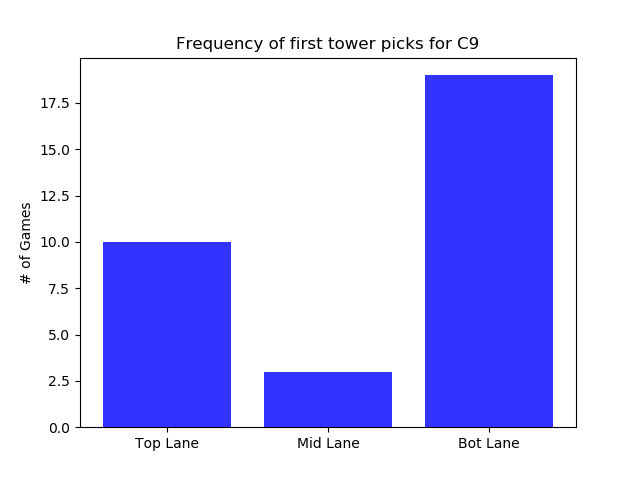 Frequency of first tower picks for C9
# of Games
17.5
15.0
12.5
10.0
7.5
5.0
2.5
0.0
Top Lane
Mid Lane
Bot Lane